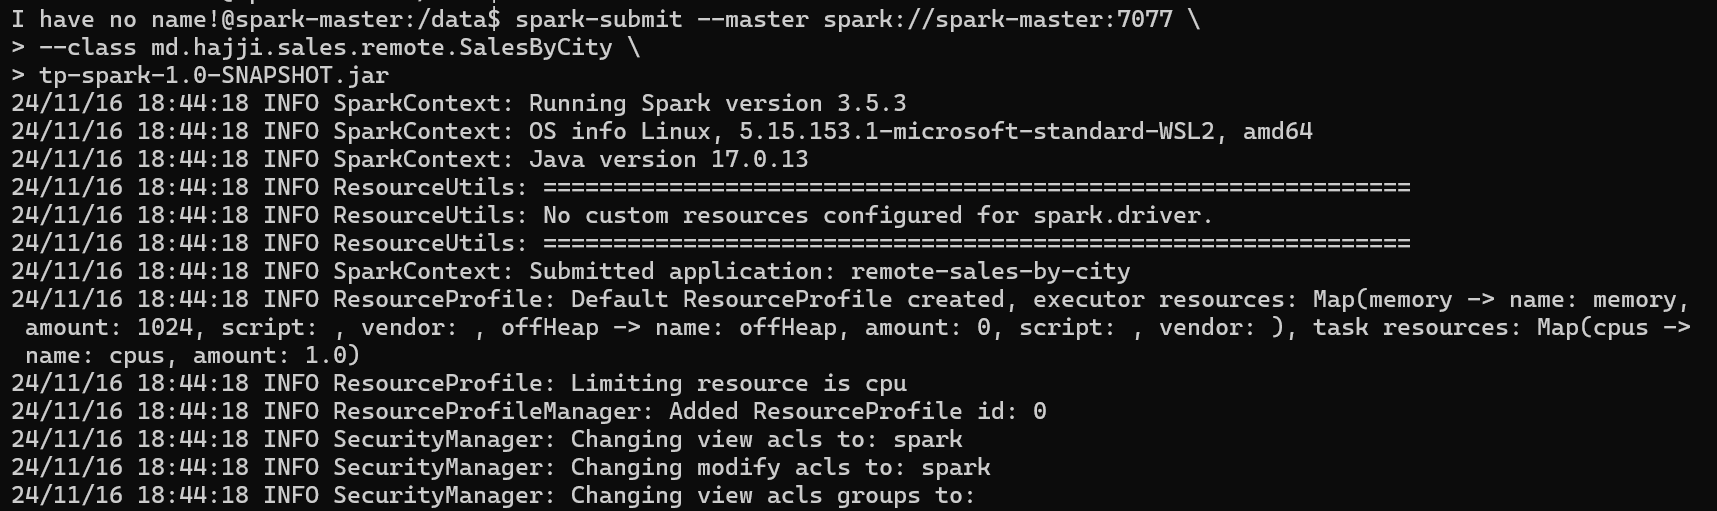 I have no name!@spark-master:/data$ spark-submit --master spark://spark-master:7077 \
> --class md.hajji.sales.remote.SalesByCity \
> tp-spark-1.0-SNAPSHOT.jar
24/11/16 18:44:18 INFO SparkContext: Running Spark version 3.5.3
24/11/16 18:44:18 INFO SparkContext: OS info Linux, 5.15.153.1-microsoft-standard-WSL2, amd64
24/11/16 18:44:18 INFO SparkContext: Java version 17.0.13
24/11/16 18:44:18 INFO ResourceUtils: ==============================================================
24/11/16 18:44:18 INFO ResourceUtils: No custom resources configured for spark.driver.
24/11/16 18:44:18 INFO ResourceUtils: ==============================================================
24/11/16 18:44:18 INFO SparkContext: Submitted application: remote-sales-by-city
24/11/16 18:44:18 INFO ResourceProfile: Default ResourceProfile created, executor resources: Map(memory -> name: memory,
 amount: 1024, script: , vendor: , offHeap -> name: offHeap, amount: 0, script: , vendor: ), task resources: Map(cpus ->
 name: cpus, amount: 1.0)
24/11/16 18:44:18 INFO ResourceProfile: Limiting resource is cpu
24/11/16 18:44:18 INFO ResourceProfileManager: Added ResourceProfile id: 0
24/11/16 18:44:18 INFO SecurityManager: Changing view acls to: spark
24/11/16 18:44:18 INFO SecurityManager: Changing modify acls to: spark
24/11/16 18:44:18 INFO SecurityManager: Changing view acls groups to: